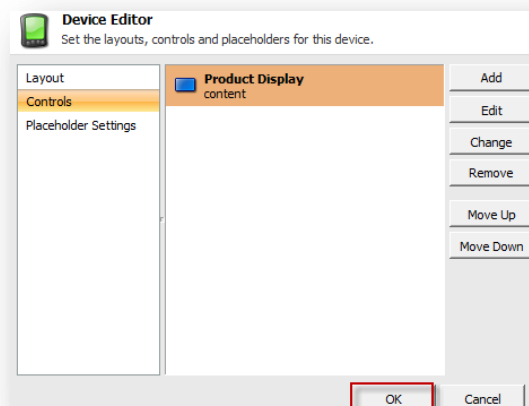 Device Editor
Set the layouts, controls and placeholders for this device.
Layout
Controls
Placeholder Settings
Product Display
content
Add
Edit
Change
Remove
Move Up
Move Down
OK
Cancel